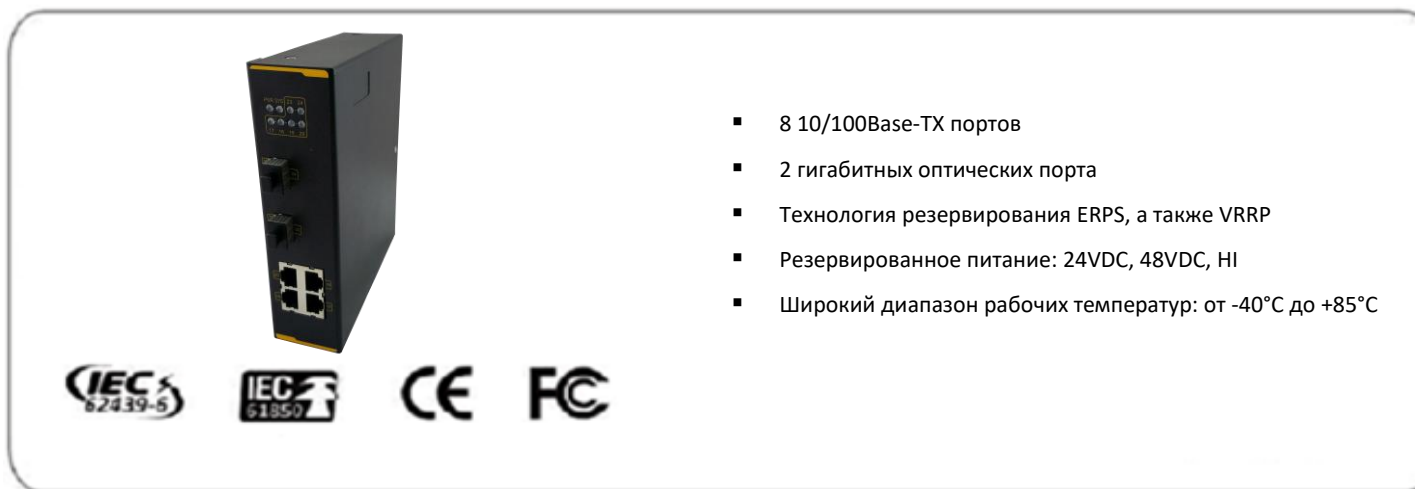 8 10/100Base-TX портов
2 гигабитных оптических порта
Технология резервирования ERPS, а также VRRP
Резервированное питание: 24VDC, 48VDC, HI
Широкий диапазон рабочих температур: от -40°C до +85°C
IEC
62439-6
IEC
61850
CE
FC